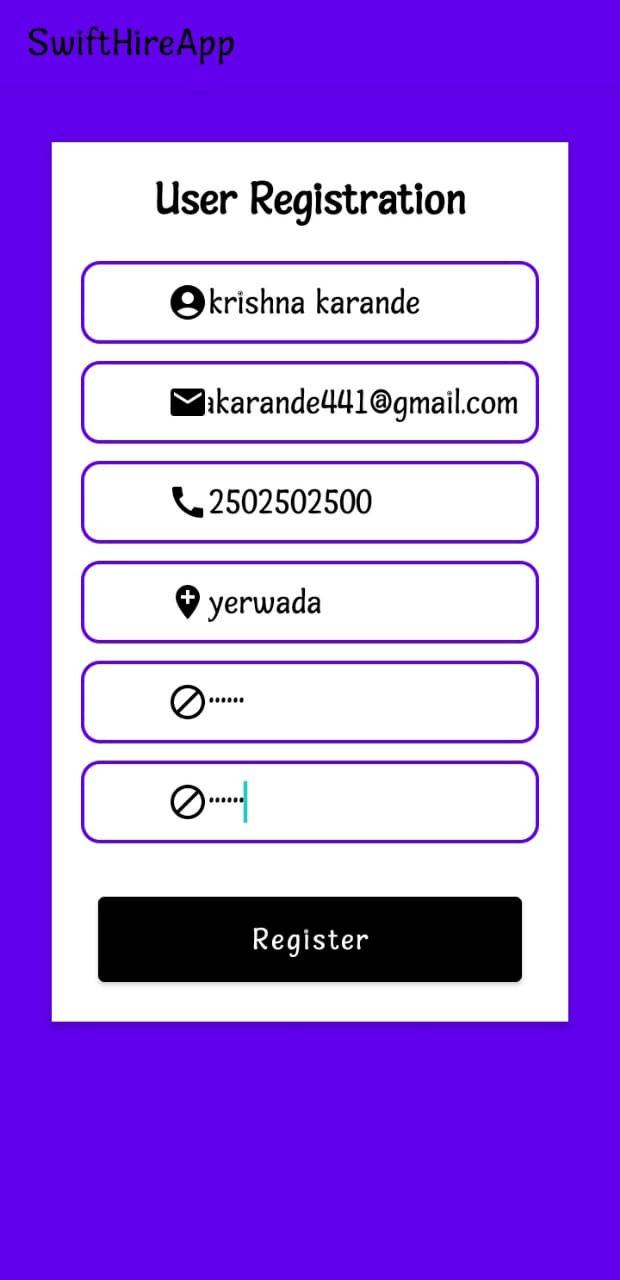 SwiftHireApp
User Registration
krishna karande
akarande441@gmail.com
2502502500
yerwada
••••••
••••••
Register